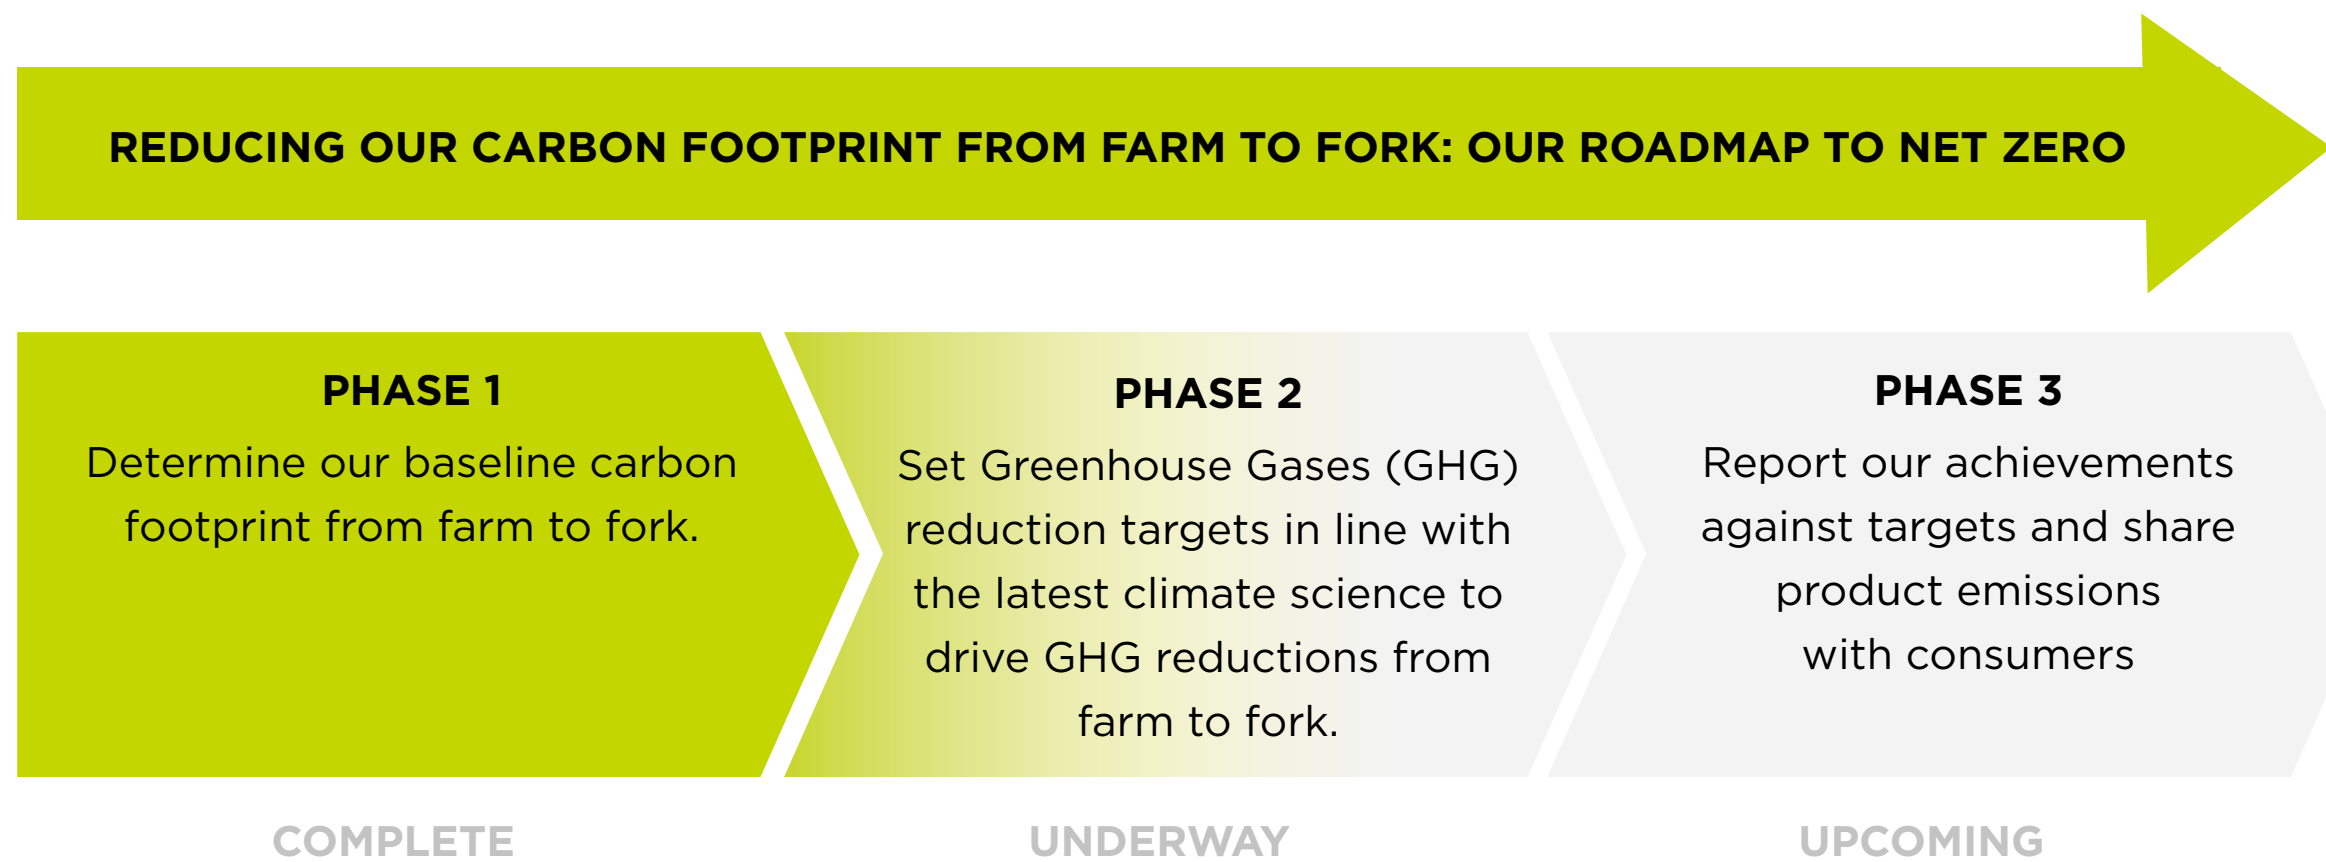 REDUCING OUR CARBON FOOTPRINT FROM FARM TO FORK: OUR ROADMAP TO NET ZERO
PHASE 1
Determine our baseline carbon
footprint from farm to fork.
PHASE 2
Set Greenhouse Gases (GHG)
reduction targets in line with
the latest climate science to
drive GHG reductions from
farm to fork.
PHASE 3
Report our achievements
against targets and share
product emissions
with consumers
COMPLETE
UNDERWAY
UPCOMING